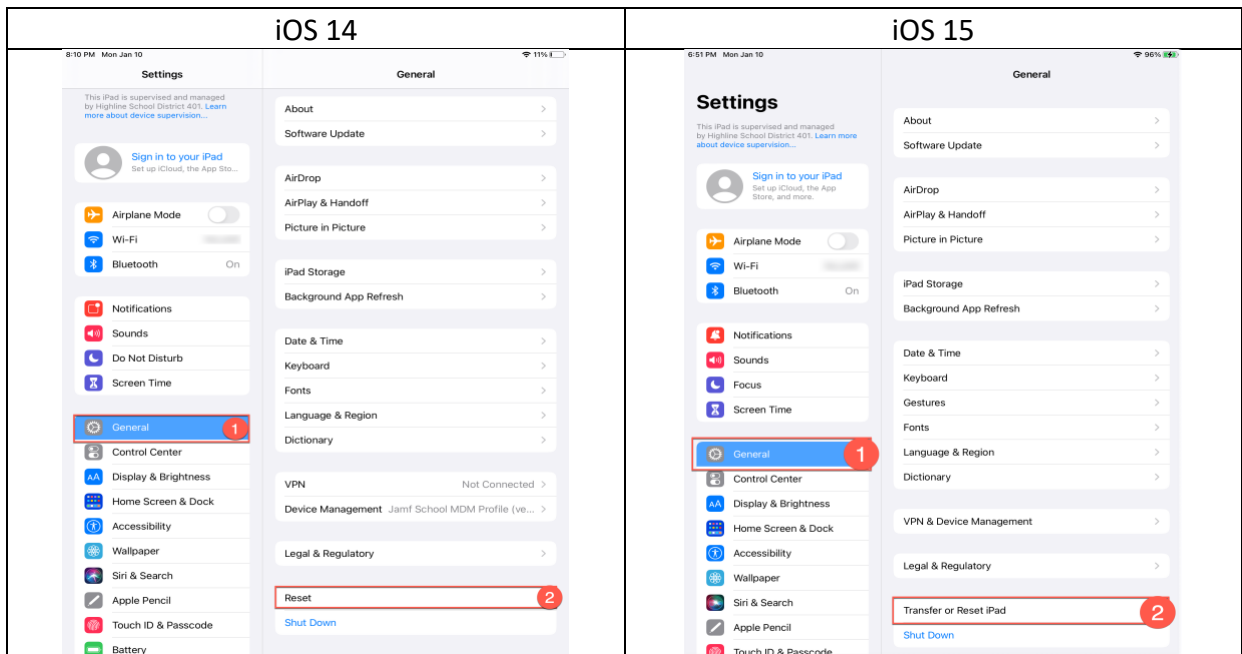 iOS 14
8:10 PM Mon Jan 10
11%
Settings
General
This iPad is supervised and managed
by Highline School District 401. Learn
more about device supervision...
Sign in to your iPad
Set up iCloud, the App Sto...
Airplane Mode
Wi-Fi
Bluetooth On
Notifications
Sounds
Do Not Disturb
Screen Time
General 1
Control Center
AA Display & Brightness
Home Screen & Dock
Accessibility
Wallpaper
Siri & Search
Apple Pencil
Touch ID & Passcode
Battery
About
Software Update
AirDrop
AirPlay & Handoff
Picture in Picture
iPad Storage
Background App Refresh
Date & Time
Keyboard
Fonts
Language & Region
Dictionary
VPN Not Connected
Device Management Jamf School MDM Profile (ve...
Legal & Regulatory
Reset 2
Shut Down
iOS 15
6:51 PM Mon Jan 10
96%
General
Settings
This iPad is supervised and managed
by Highline School District 401. Learn more
about device supervision...
Sign in to your iPad
Set up iCloud, the App
Store, and more.
Airplane Mode
Wi-Fi
Bluetooth On
Notifications
Sounds
Focus
Screen Time
General 1
Control Center
AA Display & Brightness
Home Screen & Dock
Accessibility
Wallpaper
Siri & Search
Apple Pencil
Touch ID & Passcode
About
Software Update
AirDrop
AirPlay & Handoff
Picture in Picture
iPad Storage
Background App Refresh
Date & Time
Keyboard
Gestures
Fonts
Language & Region
Dictionary
VPN & Device Management
Legal & Regulatory
Transfer or Reset iPad 2
Shut Down